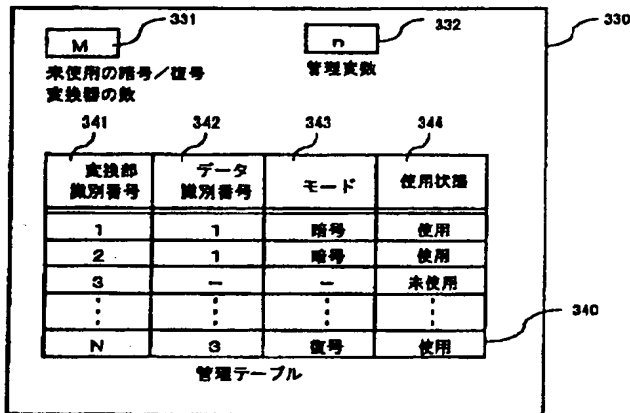 331
332
330
M
n
未使用の暗号/復号
変換器の数
管理変数
341
342
343
344
変換部
識別番号
データ
識別番号
モード
使用状態
1 1 暗号 使用
2 1 暗号 使用
3 ー ー 未使用
⋮ ⋮ ⋮ ⋮
N 3 復号 使用
340
管理テーブル